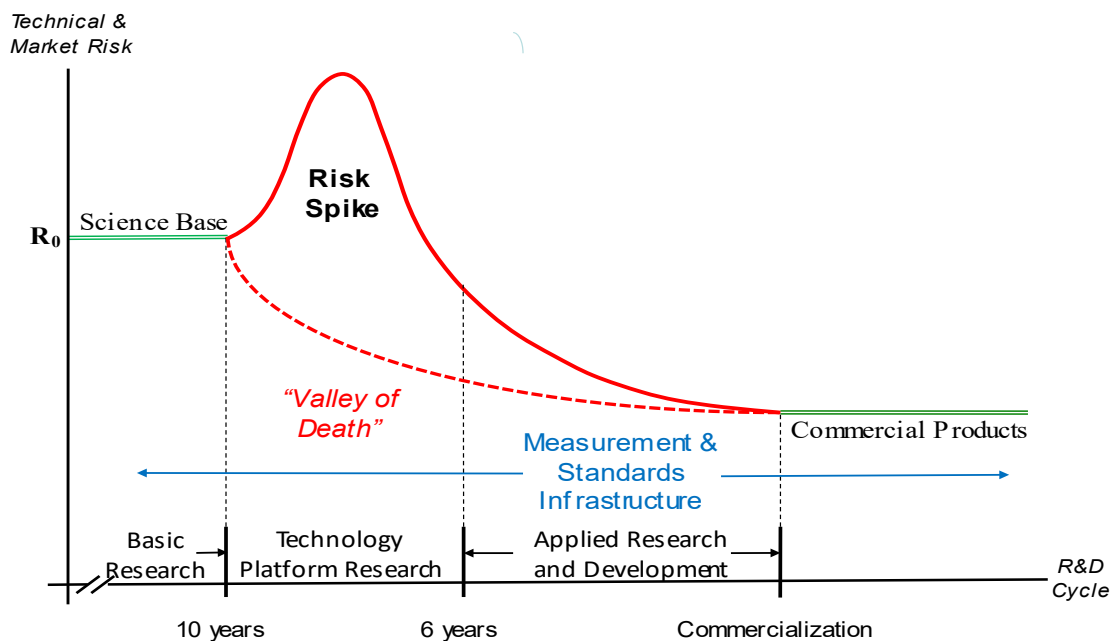 Technical &
Market Risk
Risk
Spike
Science Base
R₀
“Valley of
Death”
Commercial Products
Measurement &
Standards
Infrastructure
Basic
Research
Technology
Platform Research
Applied Research
and Development
R&D
Cycle
10 years
6 years
Commercialization